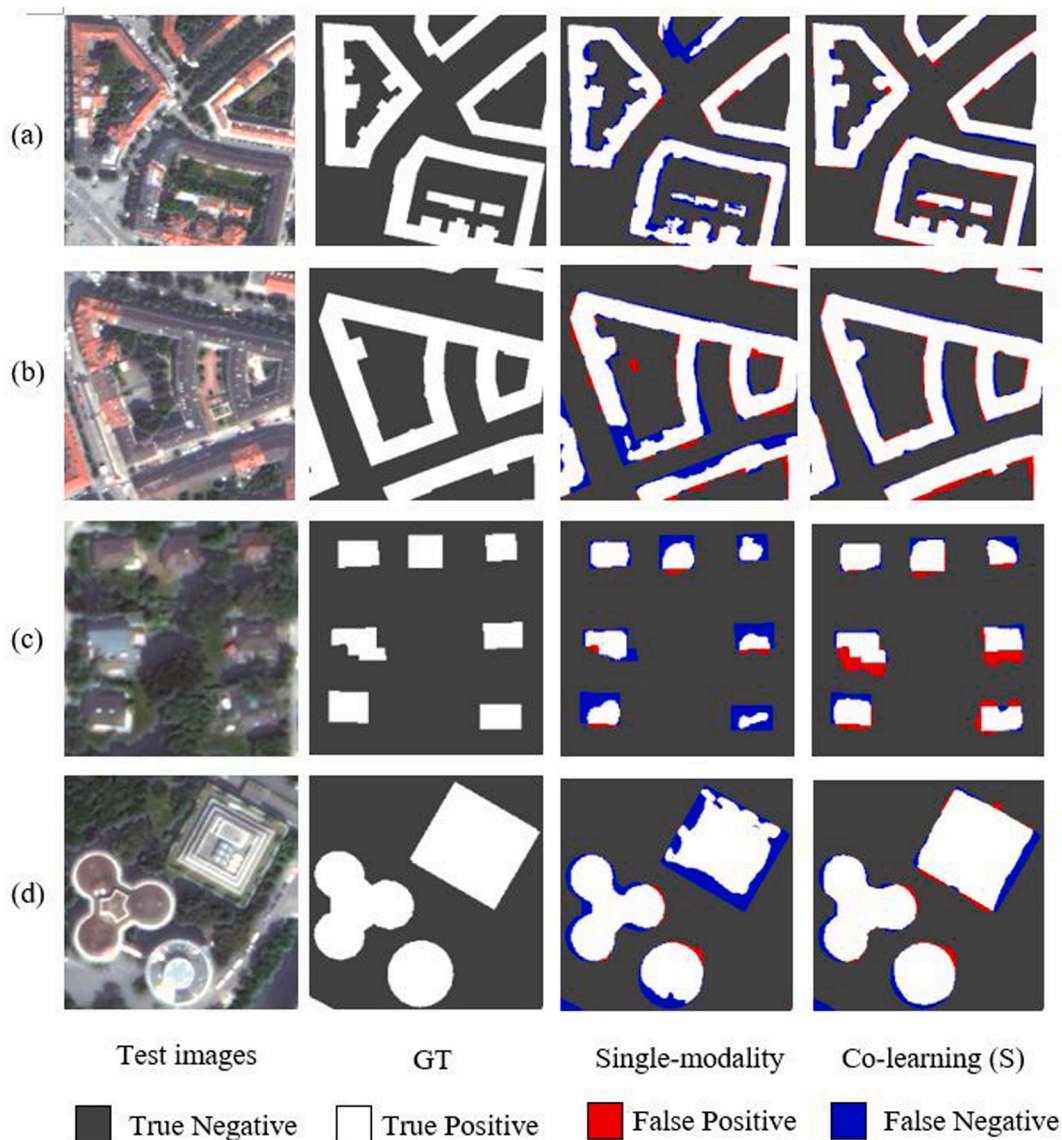 (a)
(b)
(c)
(d)
Test images GT Single-modality Co-learning (S)
True Negative True Positive False Positive False Negative